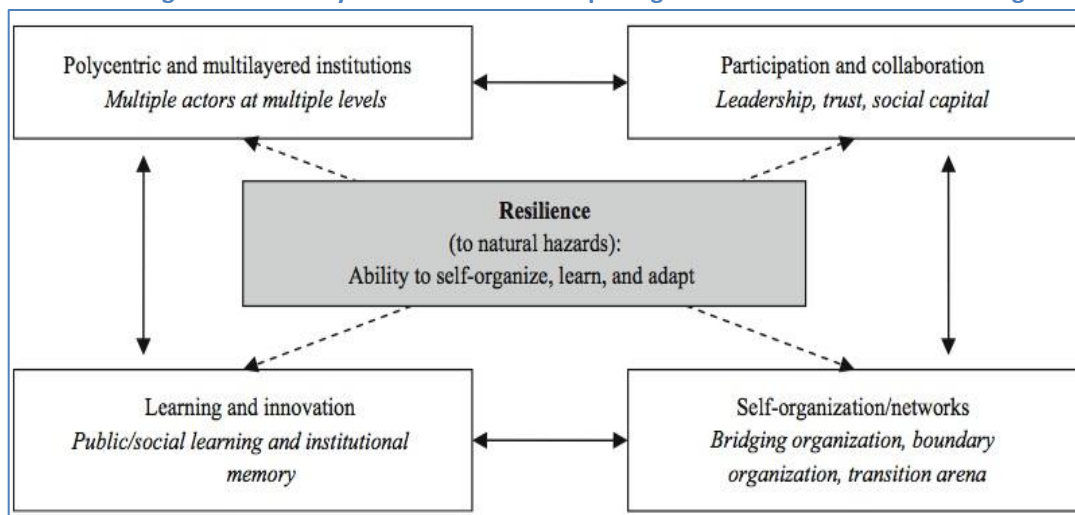 Polycentric and multilayered institutions
Multiple actors at multiple levels
Participation and collaboration
Leadership, trust, social capital
Resilience
(to natural hazards):
Ability to self-organize, learn, and adapt
Learning and innovation
Public/social learning and institutional
memory
Self-organization/networks
Bridging organization, boundary
organization, transition arena